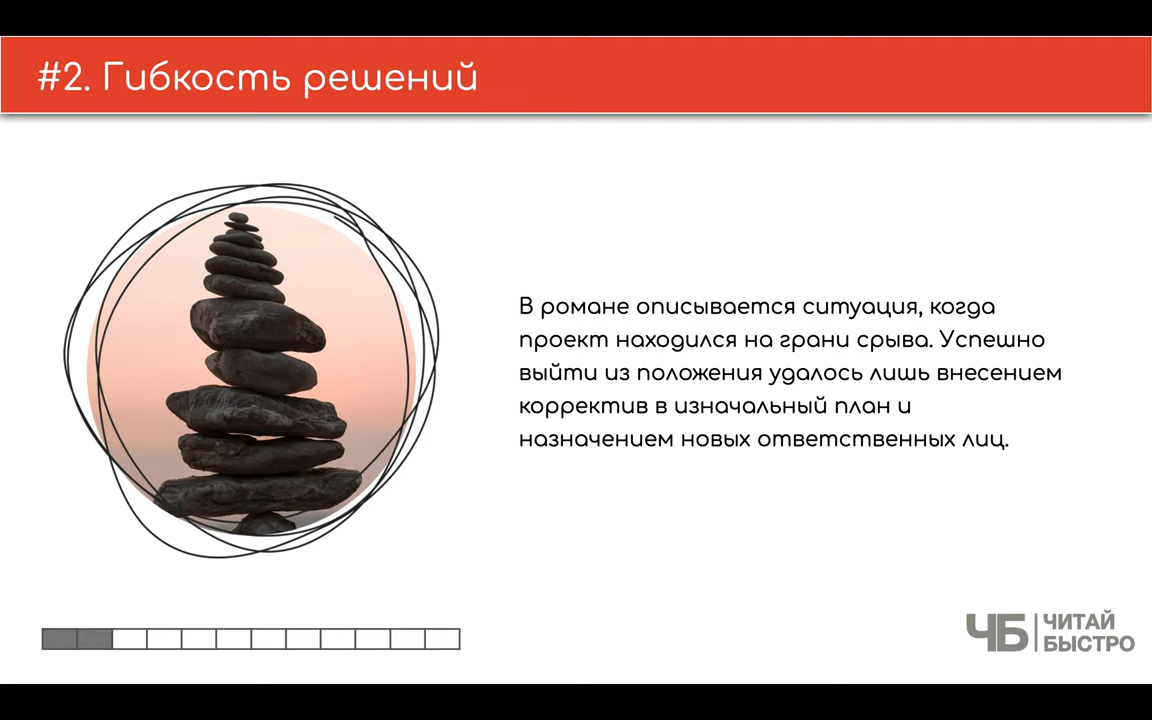 #2. Гибкость решений
В романе описывается ситуация, когда
проект находился на грани срыва. Успешно
выйти из положения удалось лишь внесением
корректив в изначальный план и
назначением новых ответственных лиц.
ЧБ ЧИТАЙ
БЫСТРО